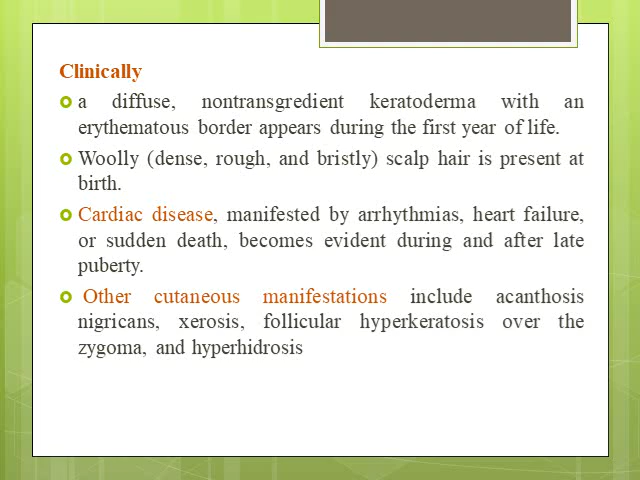 Clinically
a diffuse, nontransgredient keratoderma with an
erythematous border appears during the first year of life.
Woolly (dense, rough, and bristly) scalp hair is present at
birth.
Cardiac disease, manifested by arrhythmias, heart failure,
or sudden death, becomes evident during and after late
puberty.
Other cutaneous manifestations include acanthosis
nigricans, xerosis, follicular hyperkeratosis over the
zygoma, and hyperhidrosis